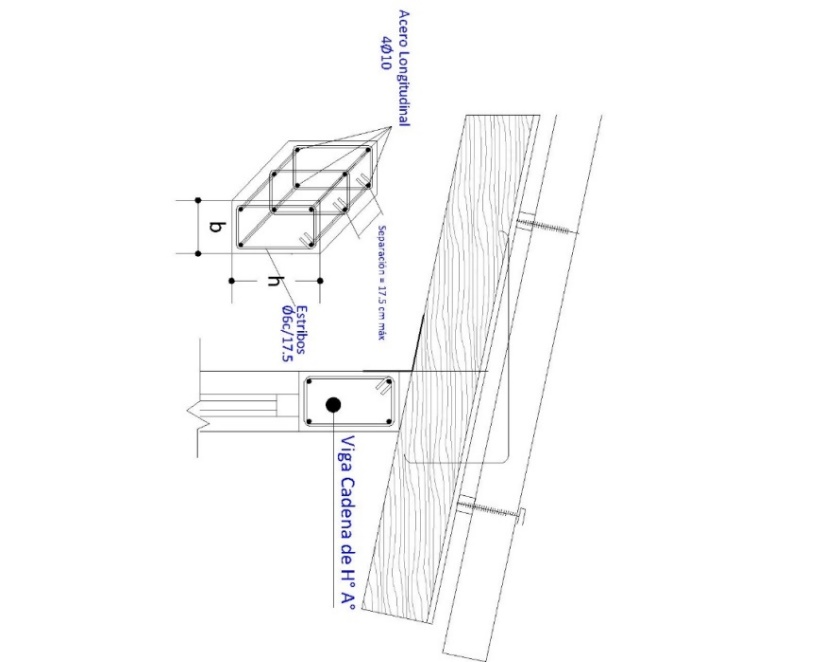 Acero Longitudinal
4Ø10
Separación = 17.5 cm máx
b
h
Estribos
Ø6c/17.5
Viga Cadena de H° A°